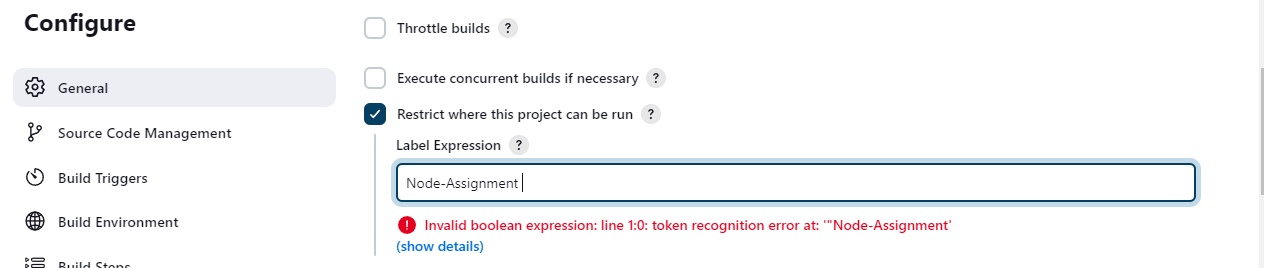 Configure
Throttle builds ?
Execute concurrent builds if necessary ?
General
Restrict where this project can be run ?
Source Code Management
Label Expression ?
Build Triggers
Node-Assignment
Build Environment
Invalid boolean expression: line 1:0: token recognition error at: '"Node-Assignment'
(show details)
Build Steps